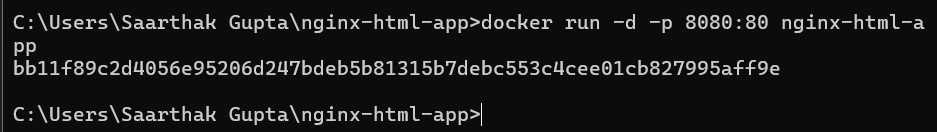 C:\Users\Saarthak Gupta\nginx-html-app>docker run -d -p 8080:80 nginx-html-a
pp
bb11f89c2d4056e95206d247bdeb5b81315b7debc553c4cee01cb827995aff9e

C:\Users\Saarthak Gupta\nginx-html-app>